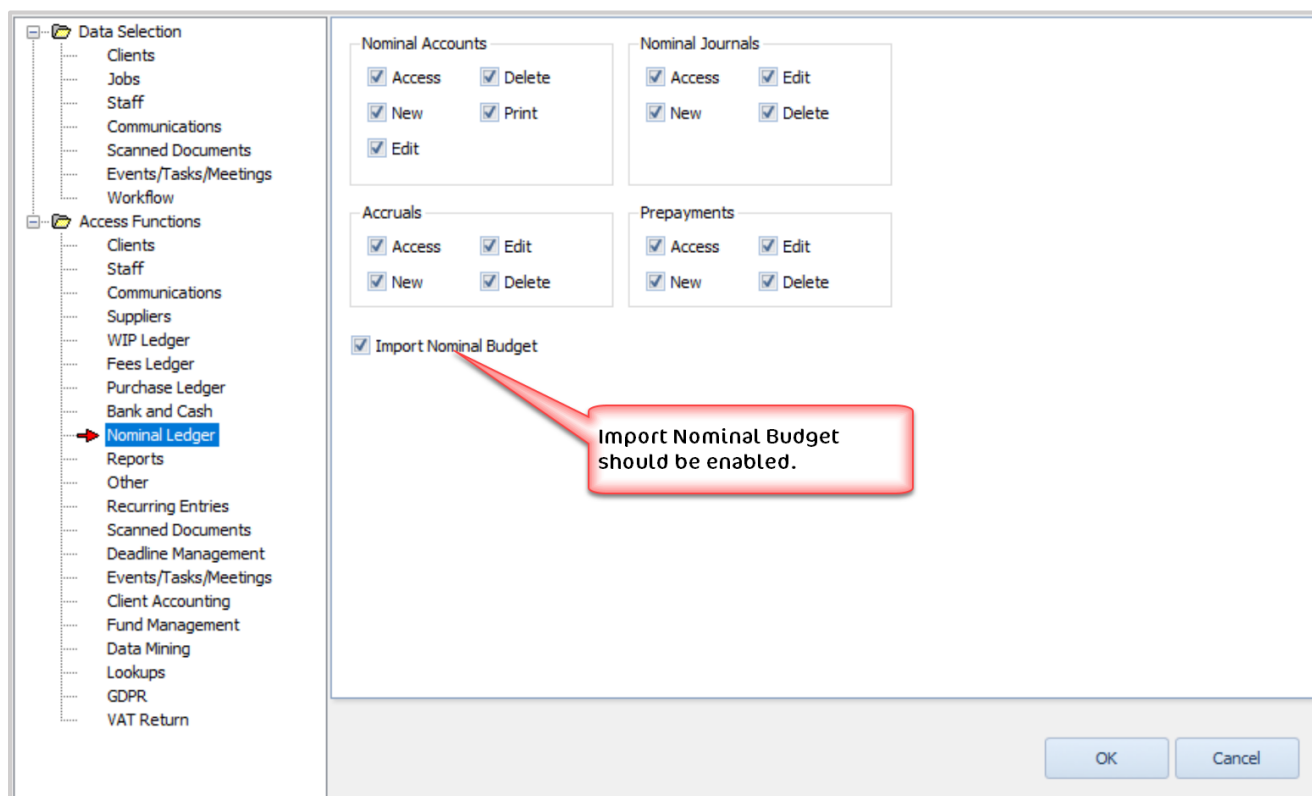 Data Selection
Clients
Jobs
Staff
Communications
Scanned Documents
Events/Tasks/Meetings
Workflow
Access Functions
Clients
Staff
Communications
Suppliers
WIP Ledger
Fees Ledger
Purchase Ledger
Bank and Cash
Nominal Ledger
Reports
Other
Recurring Entries
Scanned Documents
Deadline Management
Events/Tasks/Meetings
Client Accounting
Fund Management
Data Mining
Lookups
GDPR
VAT Return
Nominal Accounts
Access Delete
New Print
Edit
Nominal Journals
Access Edit
New Delete
Accruals
Access Edit
New Delete
Prepayments
Access Edit
New Delete
Import Nominal Budget
Import Nominal Budget
should be enabled.
OK Cancel